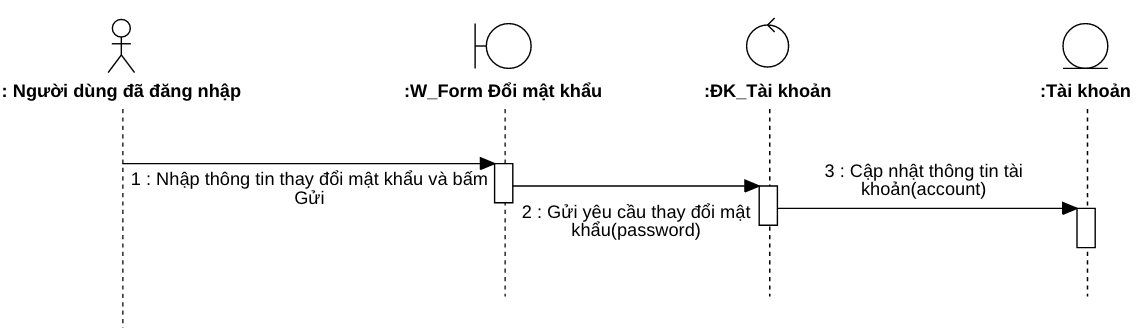 : Người dùng đã đăng nhập
:W_Form Đổi mật khẩu
:ĐK_Tài khoản
:Tài khoản
1 : Nhập thông tin thay đổi mật khẩu và bấm
Gửi
2 : Gửi yêu cầu thay đổi mật
khẩu(password)
3 : Cập nhật thông tin tài
khoản(account)